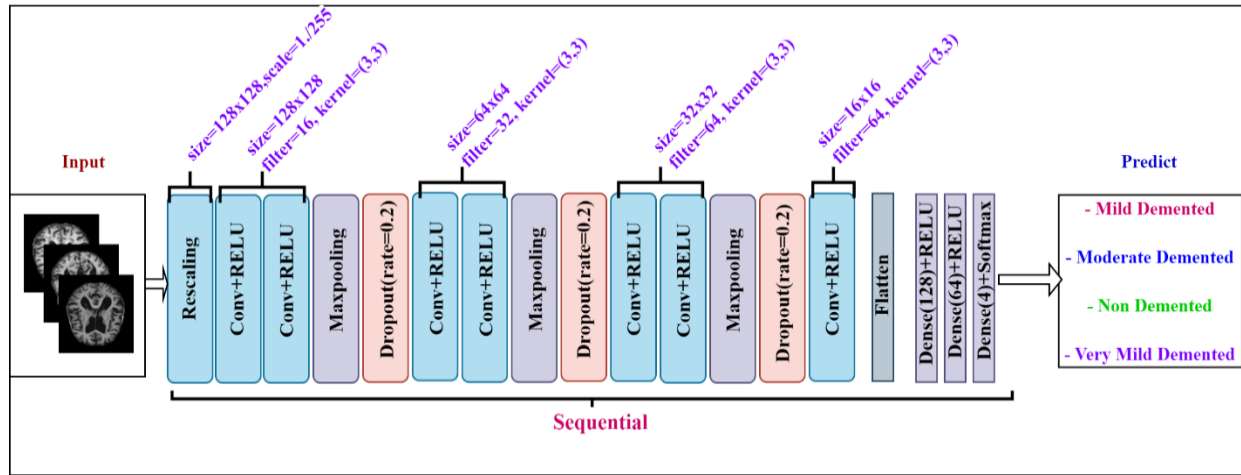 size=128x128,scale=1./255
size=128x128
filter=16, kernel=(3,3)
size=64x64
filter=32, kernel=(3,3)
size=32x32
filter=64, kernel=(3,3)
size=16x16
filter=64, kernel=(3,3)
Input
Predict
Rescaling
Conv+RELU
Conv+RELU
Maxpooling
Dropout(rate=0.2)
Conv+RELU
Conv+RELU
Maxpooling
Dropout(rate=0.2)
Conv+RELU
Conv+RELU
Maxpooling
Dropout(rate=0.2)
Conv+RELU
Flatten
Dense(128)+RELU
Dense(64)+RELU
Dense(4)+Softmax
- Mild Demented
- Moderate Demented
- Non Demented
- Very Mild Demented
Sequential